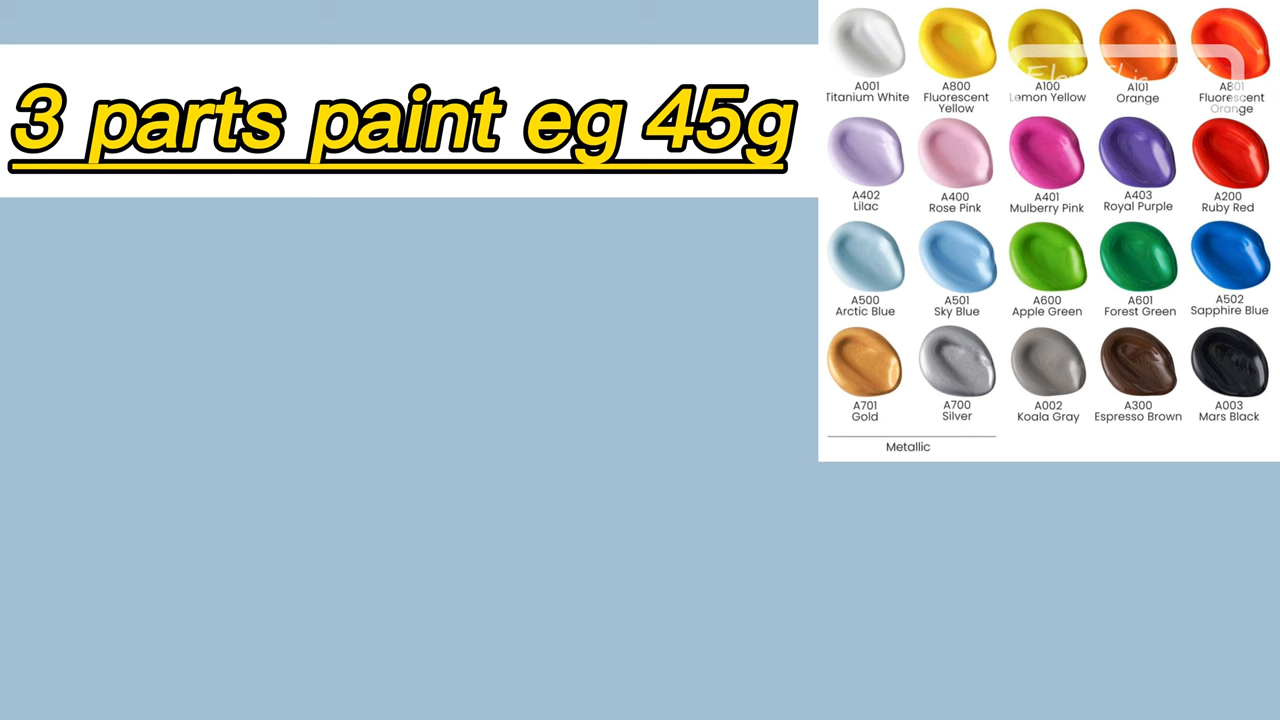 3 parts paint eg 45g
A001 A800 A100 A101 A801
Titanium White Fluorescent Yellow Lemon Yellow Orange Fluorescent Orange
A402 A400 A401 A403 A200
Lilac Rose Pink Mulberry Pink Royal Purple Ruby Red
A500 A501 A600 A601 A502
Arctic Blue Sky Blue Apple Green Forest Green Sapphire Blue
A701 A700 A002 A300 A003
Gold Silver Koala Gray Espresso Brown Mars Black
Metallic